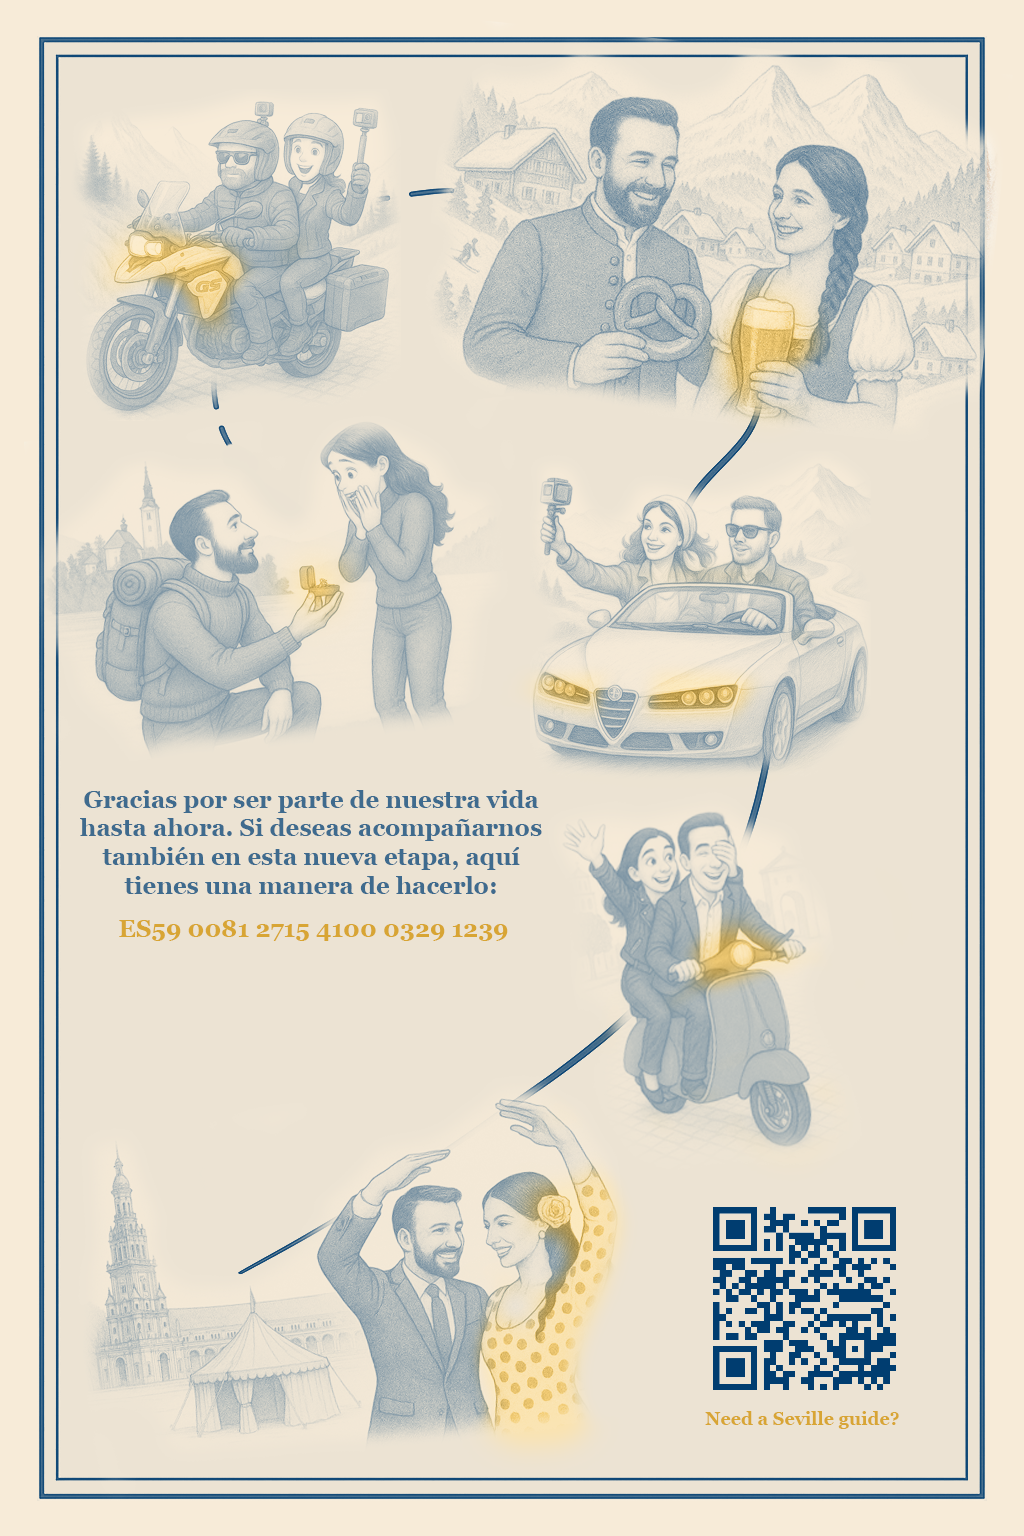 GS
Gracias por ser parte de nuestra vida
hasta ahora. Si deseas acompañarnos
también en esta nueva etapa, aquí
tienes una manera de hacerlo:
ES59 0081 2715 4100 0329 1239
Need a Seville guide?